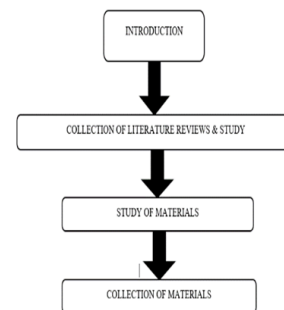 INTRODUCTION
COLLECTION OF LITERATURE REVIEWS & STUDY
STUDY OF MATERIALS
COLLECTION OF MATERIALS